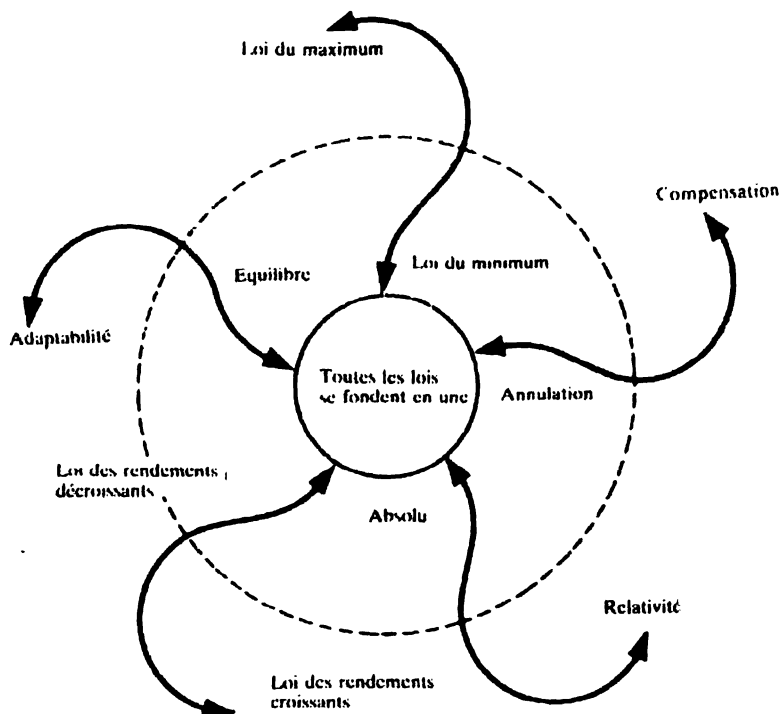 Loi du maximum
Compensation
Loi du minimum
Equilibre
Adaptabilité
Toutes les lois
se fondent en une
Annulation
Loi des rendements
décroissants
Absolu
Relativité
Loi des rendements
croissants